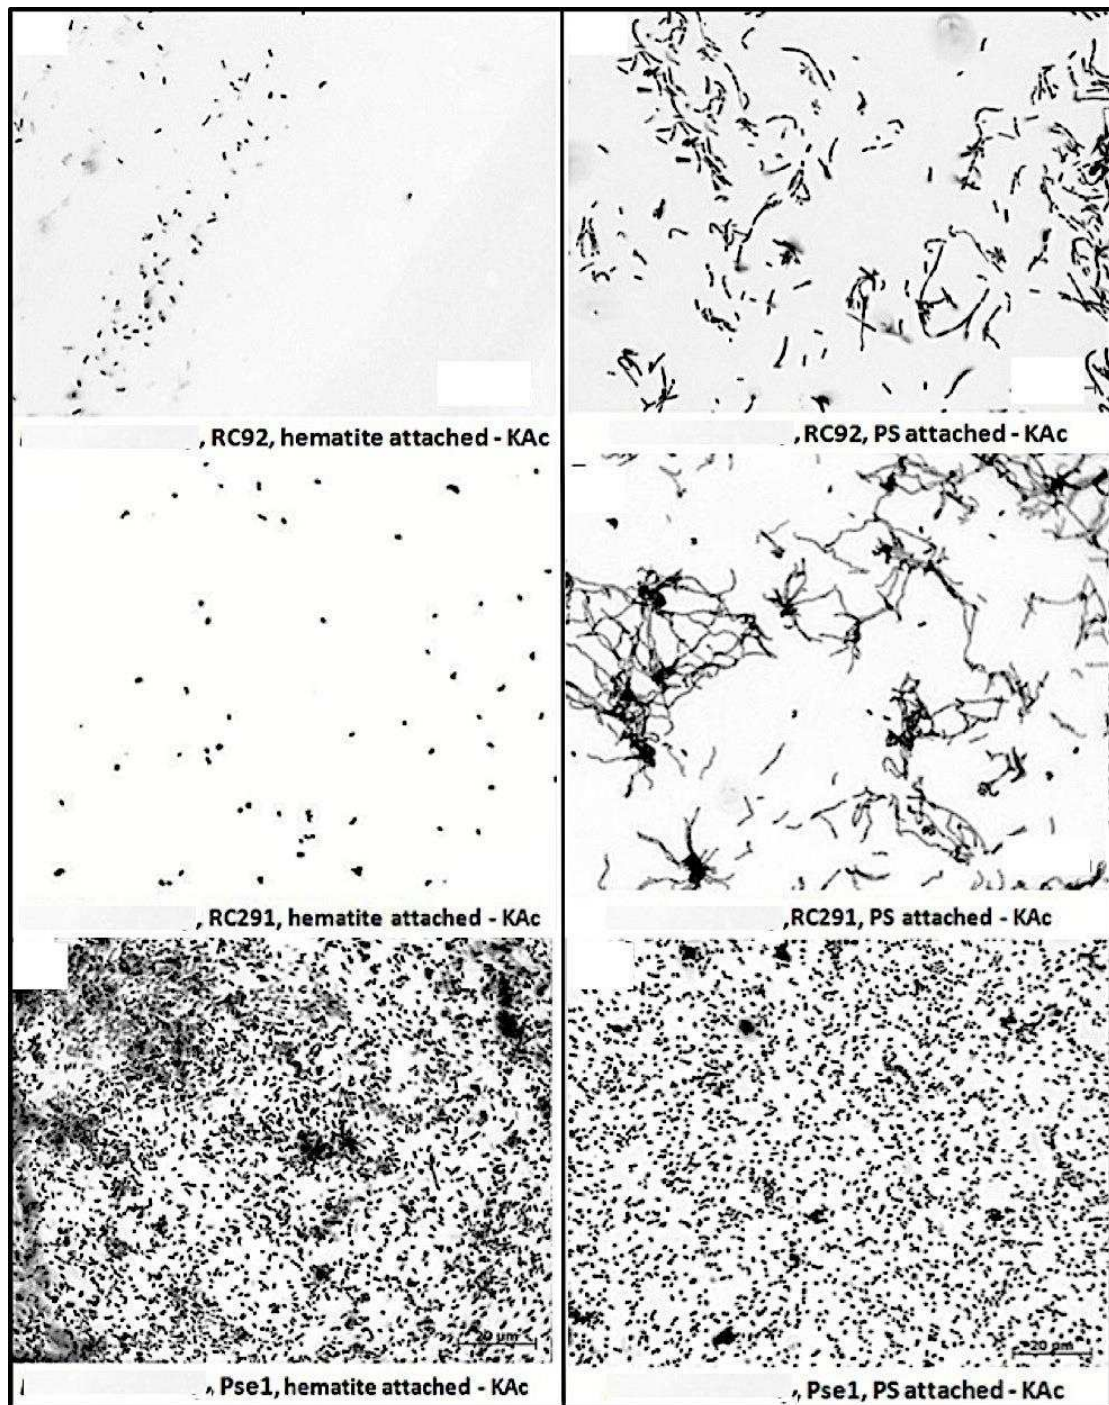 , RC92, hematite attached - KAc
,RC92, PS attached - KAc
, RC291, hematite attached - KAc
,RC291, PS attached - KAc
20 µm
20 µm
, Pse1, hematite attached - KAc
, Pse1, PS attached - KAc